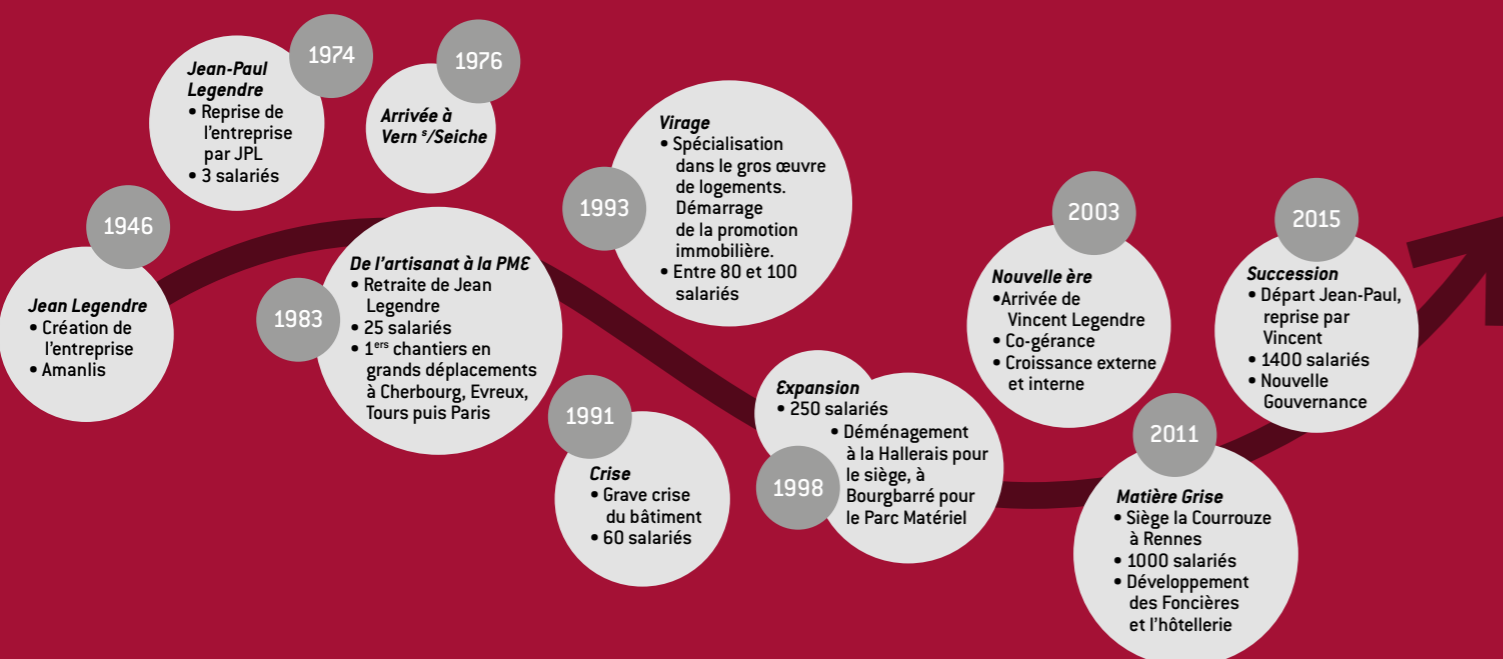 1946
Jean Legendre
• Création de
l'entreprise
• Amanlis
1974
Jean-Paul
Legendre
• Reprise de
l'entreprise
par JPL
• 3 salariés
1976
Arrivée à
Vern s/Seiche
1983
De l'artisanat à la PME
• Retraite de Jean
Legendre
• 25 salariés
• 1ers chantiers en
grands déplacements
à Cherbourg, Evreux,
Tours puis Paris
1991
Crise
• Grave crise
du bâtiment
• 60 salariés
1993
Virage
• Spécialisation
dans le gros œuvre
de logements.
Démarrage
de la promotion
immobilière.
• Entre 80 et 100
salariés
1998
Expansion
• 250 salariés
• Déménagement
à la Hallerais pour
le siège, à
Bourgbarré pour
le Parc Matériel
2003
Nouvelle ère
•Arrivée de
Vincent Legendre
• Co-gérance
• Croissance externe
et interne
2011
Matière Grise
• Siège la Courrouze
à Rennes
• 1000 salariés
• Développement
des Foncières
et l'hôtellerie
2015
Succession
• Départ Jean-Paul,
reprise par
Vincent
• 1400 salariés
• Nouvelle
Gouvernance